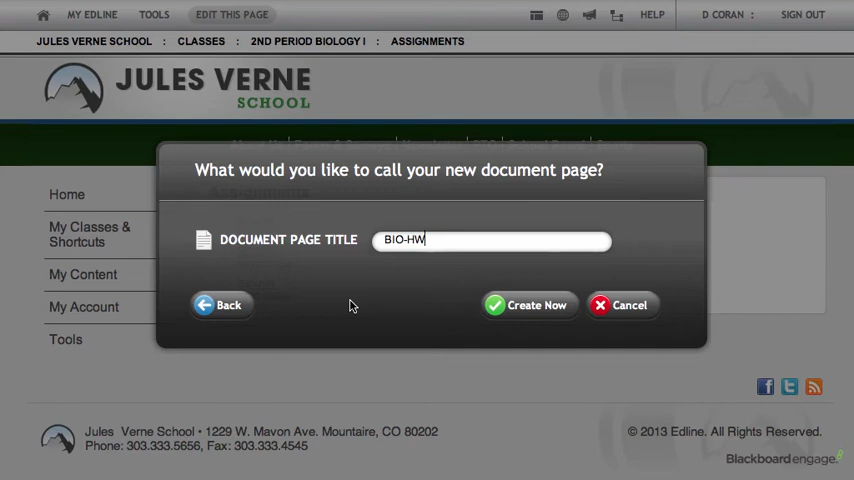 MY EDLINE TOOLS EDIT THIS PAGE HELP D CORAN : SIGN OUT
JULES VERNE SCHOOL : CLASSES : 2ND PERIOD BIOLOGY I : ASSIGNMENTS
JULES VERNE
SCHOOL
What would you like to call your new document page?
Home
My Classes &
Shortcuts
My Content
My Account
Tools
DOCUMENT PAGE TITLE BIO-HW
Back Create Now Cancel
Jules Verne School • 1229 W. Mavon Ave. Mountaire, CO 80202
Phone: 303.333.5656, Fax: 303.333.4545
© 2013 Edline. All Rights Reserved.
Blackboard engage